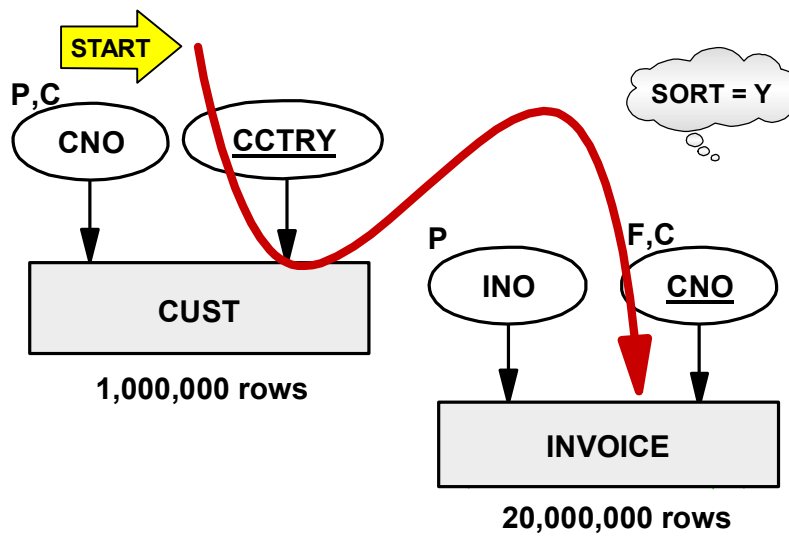 START
SORT = Y
P,C
CNO
CCTRY
P
F,C
INO
CNO
CUST
1,000,000 rows
INVOICE
20,000,000 rows